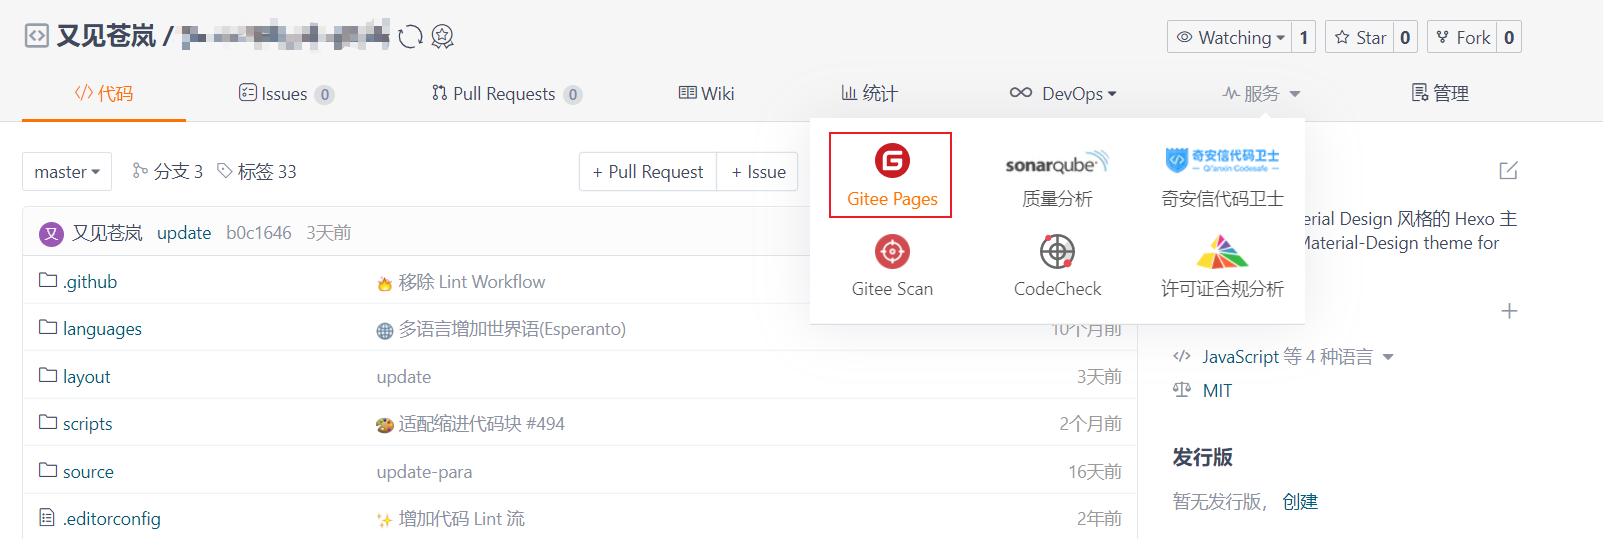 又见苍岚 /
Watching 1
Star 0
Fork 0
代码
Issues 0
Pull Requests 0
Wiki
统计
DevOps
服务
管理
master
分支 3
标签 33
+ Pull Request
+ Issue
Gitee Pages
sonarqube
质量分析
奇安信代码卫士
Qi'anxin Codesafe
奇安信代码卫士
Gitee Scan
CodeCheck
许可证合规分析
又 又见苍岚 update b0c1646 3天前
.github 移除 Lint Workflow
languages 多语言增加世界语(Esperanto) 10个月前
layout update 3天前
scripts 适配缩进代码块 #494 2个月前
source update-para 16天前
.editorconfig 增加代码 Lint 流 2年前
erial Design 风格的 Hexo 主
Material-Design theme for
JavaScript 等 4 种语言
MIT
发行版
暂无发行版， 创建